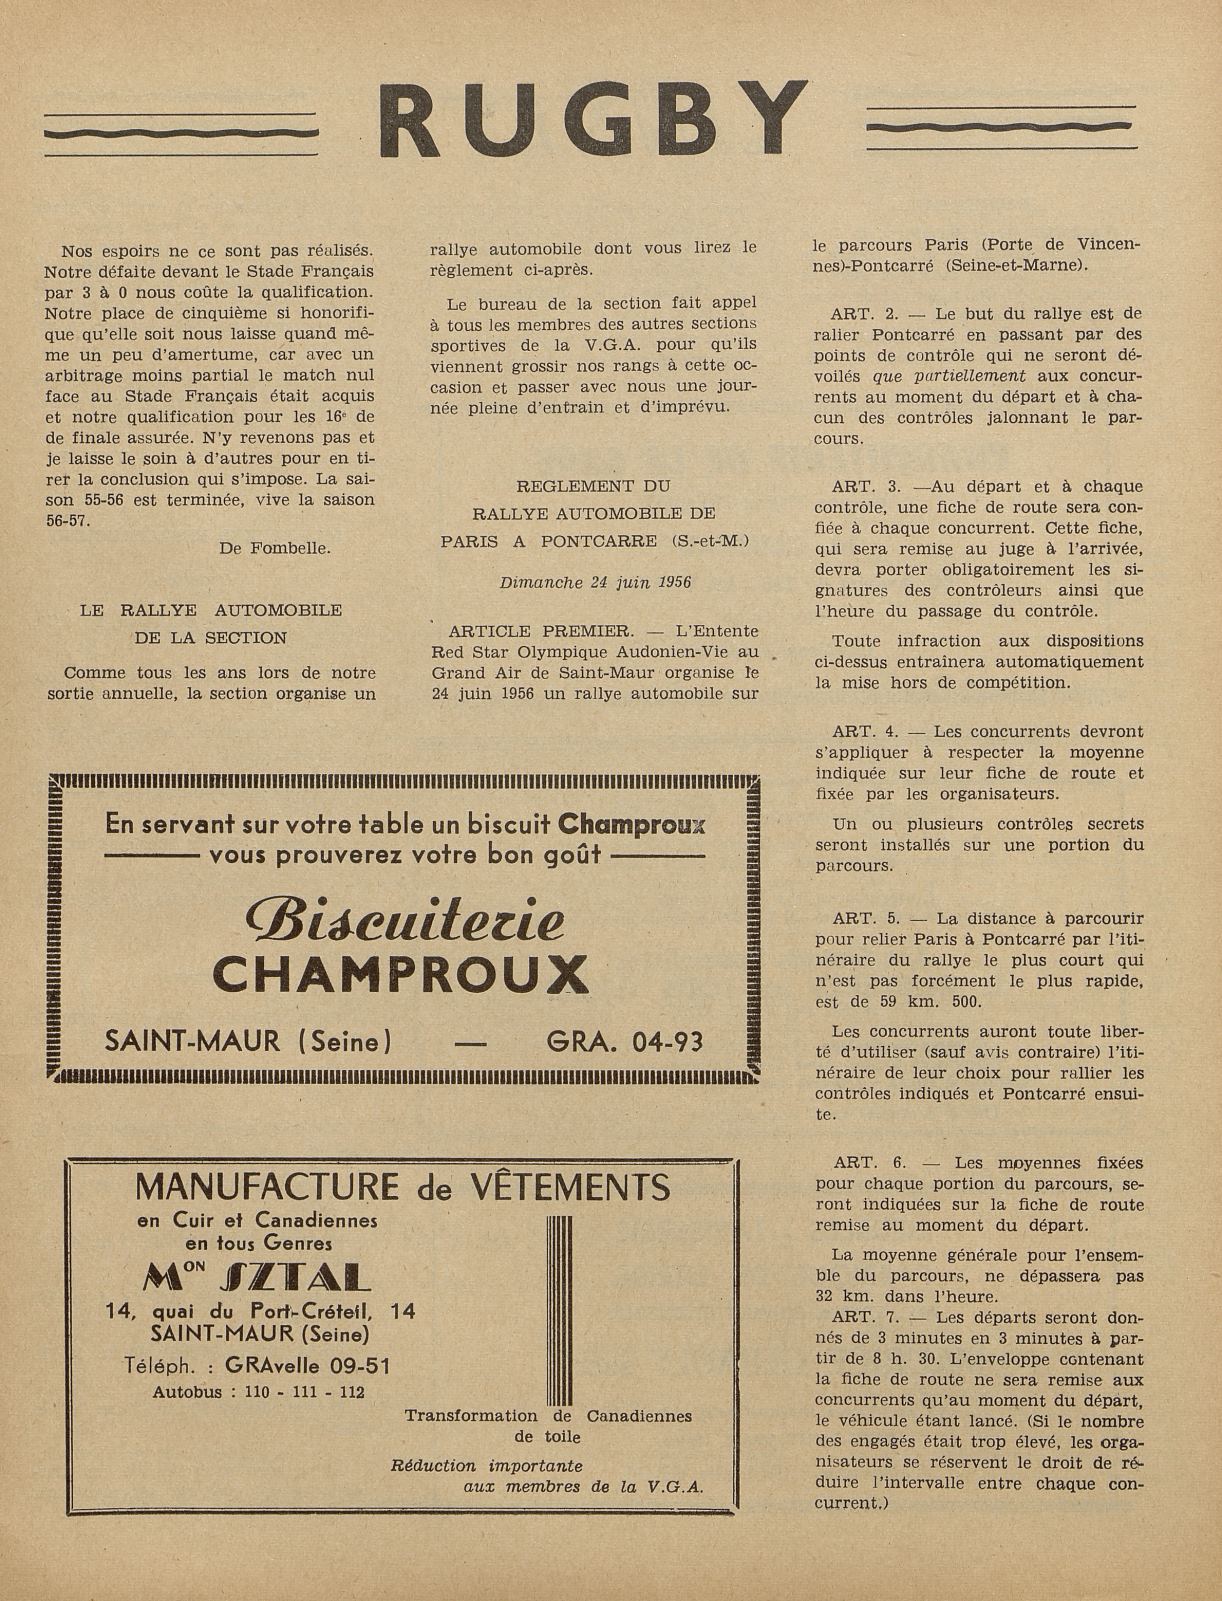 RUGBY
Nos espoirs ne ce sont pas réalisés.
Notre défaite devant le Stade Français
par 3 à 0 nous coûte la qualification.
Notre place de cinquième si honorifi-
que qu'elle soit nous laisse quand mê-
me un peu d'amertume, car avec un
arbitrage moins partial le match nul
face au Stade Français était acquis
et notre qualification pour les 16e de
de finale assurée. N'y revenons pas et
je laisse le soin à d'autres pour en ti-
rer la conclusion qui s'impose. La sai-
son 55-56 est terminée, vive la saison
56-57.
De Fombelle.
LE RALLYE AUTOMOBILE
DE LA SECTION
Comme tous les ans lors de notre
sortie annuelle, la section organise un
rallye automobile dont vous lirez le
règlement ci-après.
Le bureau de la section fait appel
à tous les membres des autres sections
sportives de la V.G.A. pour qu'ils
viennent grossir nos rangs à cette oc-
casion et passer avec nous une jour-
née pleine d'entrain et d'imprévu.
REGLEMENT DU
RALLYE AUTOMOBILE DE
PARIS A PONTCARRE (S.-et-M.)
Dimanche 24 juin 1956
ARTICLE PREMIER. — L'Entente
Red Star Olympique Audonien-Vie au
Grand Air de Saint-Maur organise le
24 juin 1956 un rallye automobile sur
le parcours Paris (Porte de Vincen-
nes)-Pontcarré (Seine-et-Marne).
ART. 2. — Le but du rallye est de
ralier Pontcarré en passant par des
points de contrôle qui ne seront dé-
voilés que partiellement aux concur-
rents au moment du départ et à cha-
cun des contrôles jalonnant le par-
cours.
ART. 3. —Au départ et à chaque
contrôle, une fiche de route sera con-
fiée à chaque concurrent. Cette fiche,
qui sera remise au juge à l'arrivée,
devra porter obligatoirement les si-
gnatures des contrôleurs ainsi que
l'heure du passage du contrôle.
Toute infraction aux dispositions
ci-dessus entraînera automatiquement
la mise hors de compétition.
ART. 4. — Les concurrents devront
s'appliquer à respecter la moyenne
indiquée sur leur fiche de route et
fixée par les organisateurs.
Un ou plusieurs contrôles secrets
seront installés sur une portion du
parcours.
ART. 5. — La distance à parcourir
pour relier Paris à Pontcarré par l'iti-
néraire du rallye le plus court qui
n'est pas forcément le plus rapide,
est de 59 km. 500.
Les concurrents auront toute liber-
té d'utiliser (sauf avis contraire) l'iti-
néraire de leur choix pour rallier les
contrôles indiqués et Pontcarré ensui-
te.
ART. 6. — Les moyennes fixées
pour chaque portion du parcours, se-
ront indiquées sur la fiche de route
remise au moment du départ.
La moyenne générale pour l'ensem-
ble du parcours, ne dépassera pas
32 km. dans l'heure.
ART. 7. — Les départs seront don-
nés de 3 minutes en 3 minutes à par-
tir de 8 h. 30. L'enveloppe contenant
la fiche de route ne sera remise aux
concurrents qu'au moment du départ,
le véhicule étant lancé. (Si le nombre
des engagés était trop élevé, les orga-
nisateurs se réservent le droit de ré-
duire l'intervalle entre chaque con-
current.)
En servant sur votre table un biscuit Champroux
vous prouverez votre bon goût
Biscuiterie
CHAMPROUX
SAINT-MAUR (Seine) — GRA. 04-93
MANUFACTURE de VÊTEMENTS
en Cuir et Canadiennes
en tous Genres
MON SZTAL
14, quai du Port-Créteil, 14
SAINT-MAUR (Seine)
Téléph. : GRAvelle 09-51
Autobus : 110 - 111 - 112
Transformation de Canadiennes
de toile
Réduction importante
aux membres de la V.G.A.